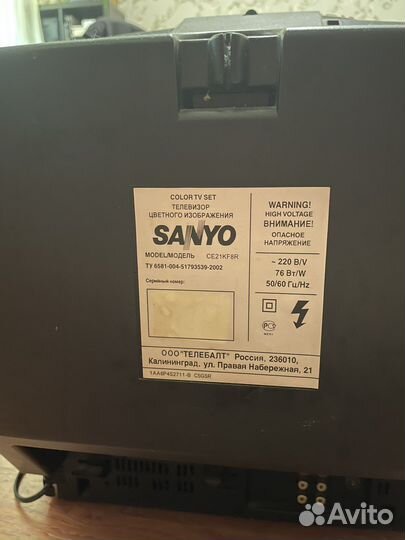 COLOR TV SET
ТЕЛЕВИЗОР
ЦВЕТНОГО ИЗОБРАЖЕНИЯ
SANYO
MODEL/МОДЕЛЬ CE21KF8R
ТУ 6581-004-51793539-2002
Серийный номер:
WARNING!
HIGH VOLTAGE
ВНИМАНИЕ!
ОПАСНОЕ
НАПРЯЖЕНИЕ
~ 220 В/V
76 Вт/W
50/60 Гц/Hz
ООО "ТЕЛЕБАЛТ" Россия, 236010,
Калининград, ул. Правая Набережная, 21
1AA6P4S2711-B C5GSR
Avito